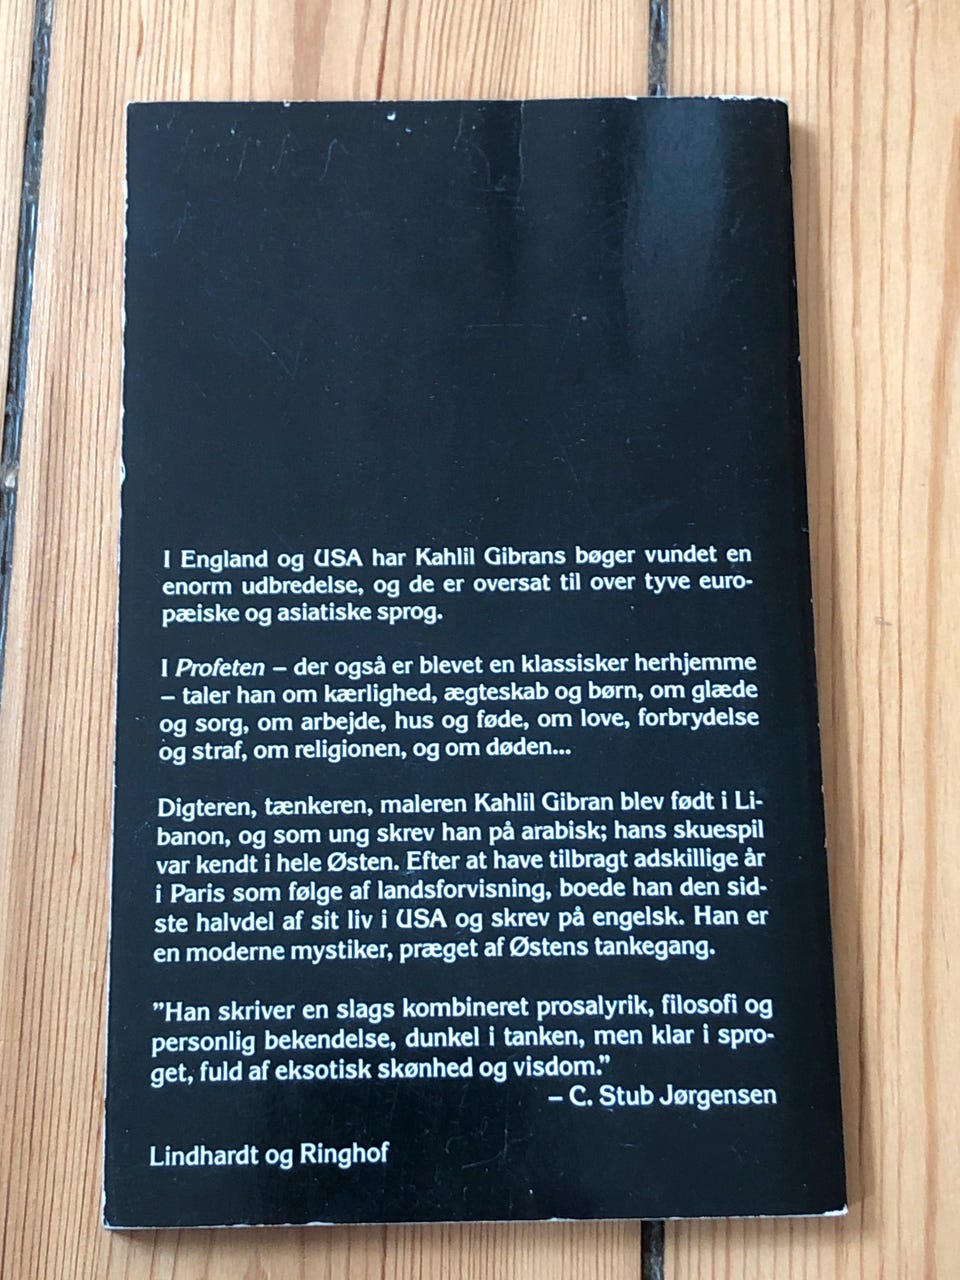 I England og USA har Kahlil Gibrans bøger vundet en
enorm udbredelse, og de er oversat til over tyve euro-
pæiske og asiatiske sprog.
I Profeten – der også er blevet en klassisker herhjemme
– taler han om kærlighed, ægteskab og børn, om glæde
og sorg, om arbejde, hus og føde, om love, forbrydelse
og straf, om religionen, og om døden...
Digteren, tænkeren, maleren Kahlil Gibran blev født i Li-
banon, og som ung skrev han på arabisk; hans skuespil
var kendt i hele Østen. Efter at have tilbragt adskillige år
i Paris som følge af landsforvisning, boede han den sid-
ste halvdel af sit liv i USA og skrev på engelsk. Han er
en moderne mystiker, præget af Østens tankegang.
”Han skriver en slags kombineret prosalyrik, filosofi og
personlig bekendelse, dunkel i tanken, men klar i spro-
get, fuld af eksotisk skønhed og visdom.”
– C. Stub Jørgensen
Lindhardt og Ringhof